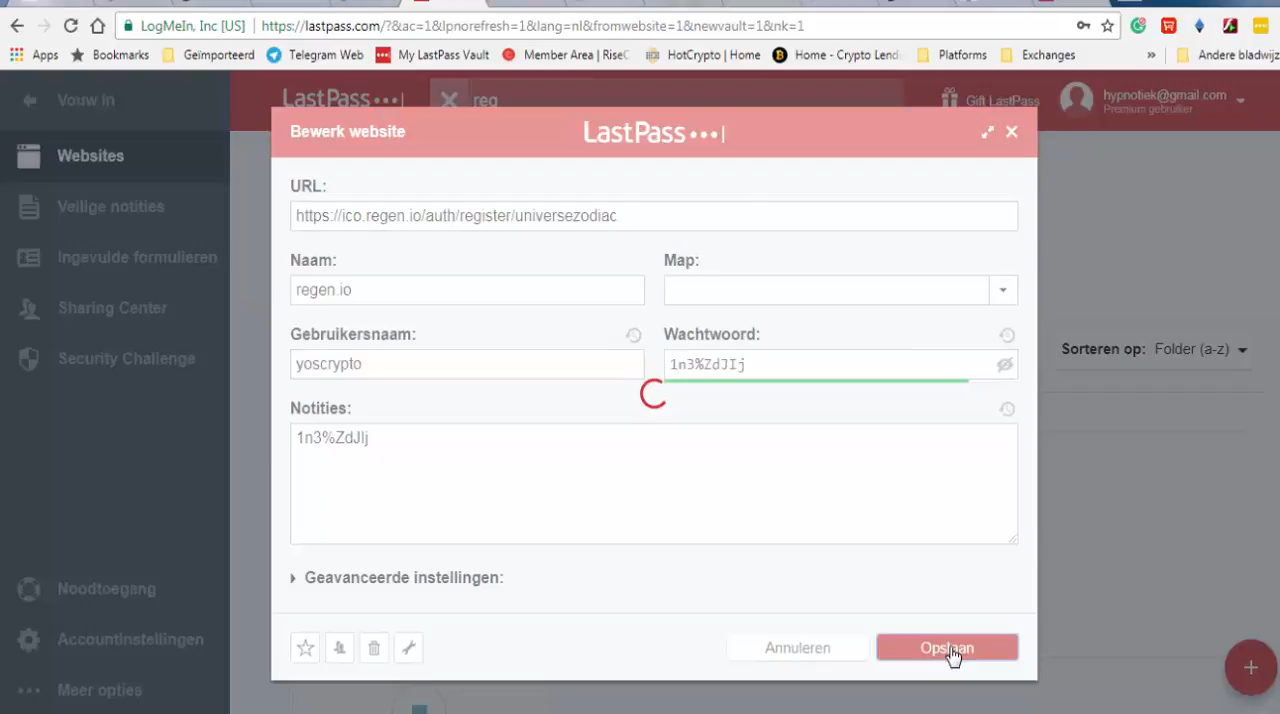 LogMeIn, Inc [US] https://lastpass.com/?&ac=1&lpnorefresh=1&lang=nl&fromwebsite=1&newvault=1&nk=1
Apps Bookmarks Geïmporteerd Telegram Web My LastPass Vault Member Area | RiseC HotCrypto | Home Home - Crypto Lend Platforms Exchanges » Andere bladwijz
Vouw in
LastPass •••|
reg
Gift LastPass
hypnotiek@gmail.com
Premium gebruiker
Bewerk website
LastPass •••|
Websites
Veilige notities
Ingevulde formulieren
Sharing Center
Security Challenge
Noodtoegang
Accountinstellingen
Meer opties
URL:
https://ico.regen.io/auth/register/universezodiac
Naam:
Map:
regen.io
Gebruikersnaam:
Wachtwoord:
yoscrypto
1n3%ZdJIj
Notities:
1n3%ZdJIj
Geavanceerde instellingen:
Annuleren
Opslaan
Sorteren op: Folder (a-z)